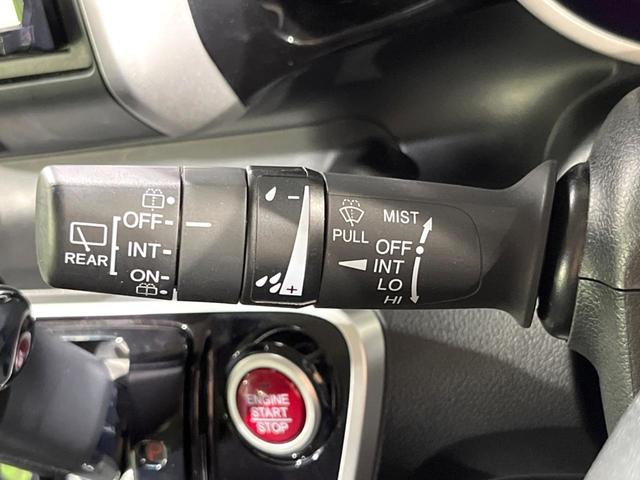 OFF
INT
REAR
ON
- 
+
MIST
PULL
OFF
INT
LO
HI
ENGINE
START
STOP